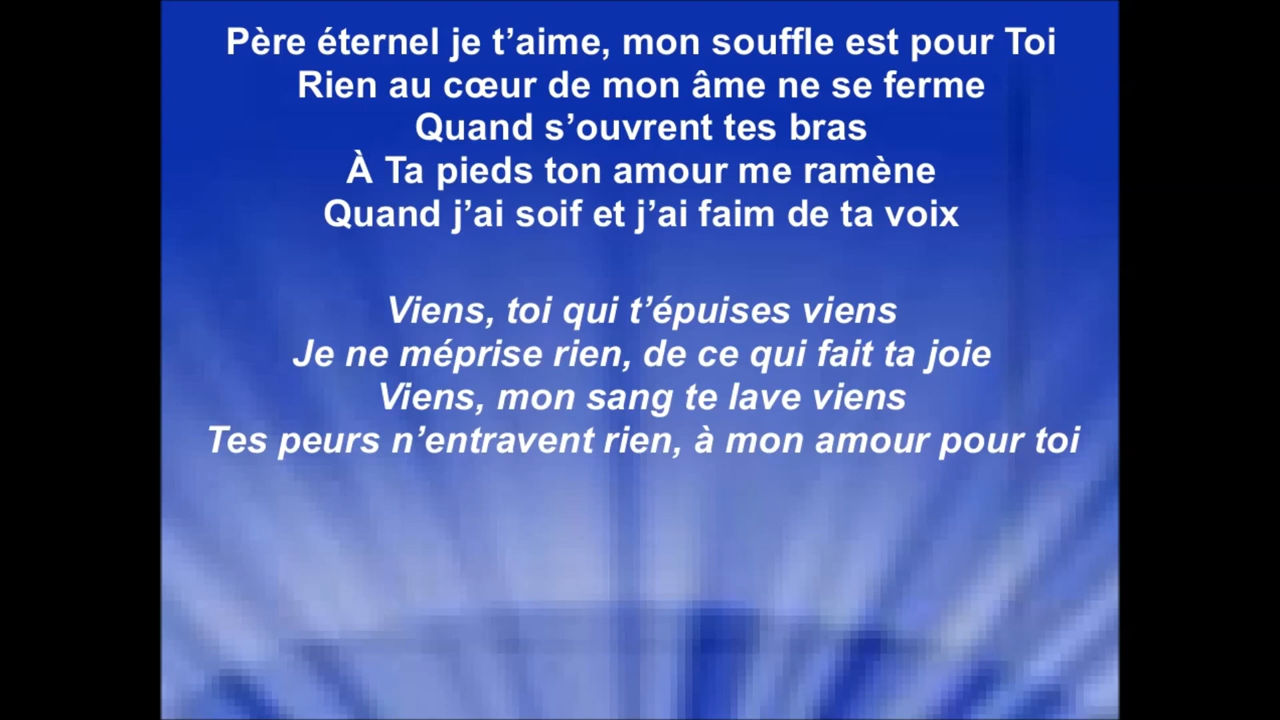 Père éternel je t’aime, mon souffle est pour Toi
Rien au cœur de mon âme ne se ferme
Quand s’ouvrent tes bras
À Ta pieds ton amour me ramène
Quand j’ai soif et j’ai faim de ta voix
Viens, toi qui t’épuises viens
Je ne méprise rien, de ce qui fait ta joie
Viens, mon sang te lave viens
Tes peurs n’entravent rien, à mon amour pour toi